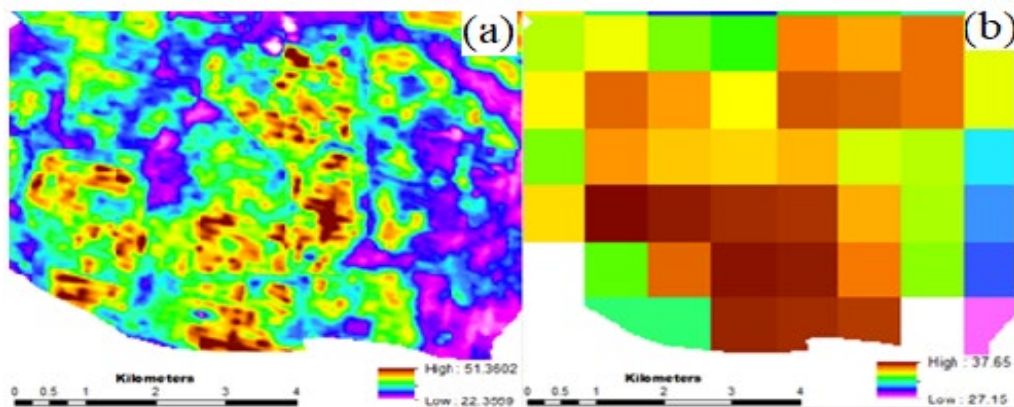 (a)
Kilometers
0 0.5 1 2 3 4
High : 51.3602
Low : 22.3559
(b)
Kilometers
0 0.5 1 2 3 4
High : 37.65
Low : 27.15